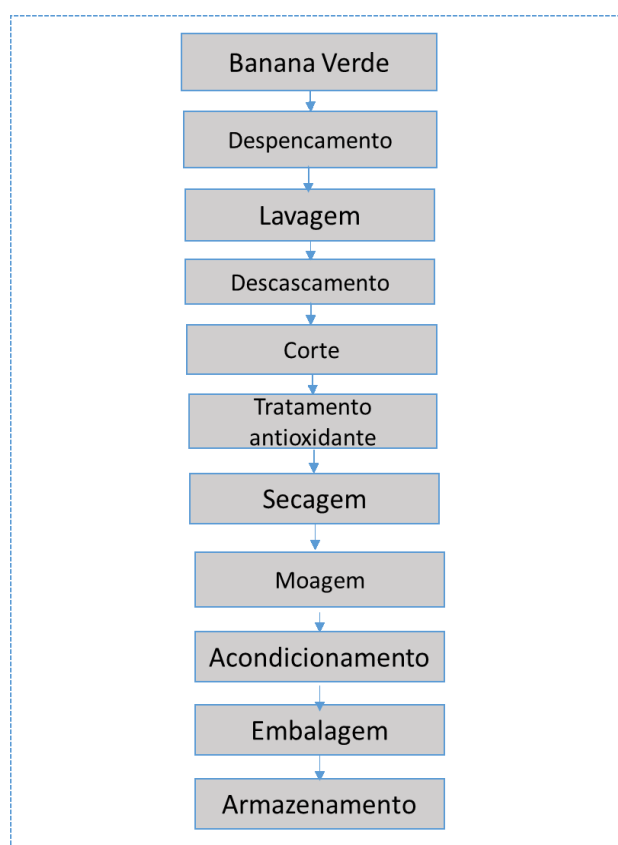 Banana Verde
Despencamento
Lavagem
Descascamento
Corte
Tratamento
antioxidante
Secagem
Moagem
Acondicionamento
Embalagem
Armazenamento